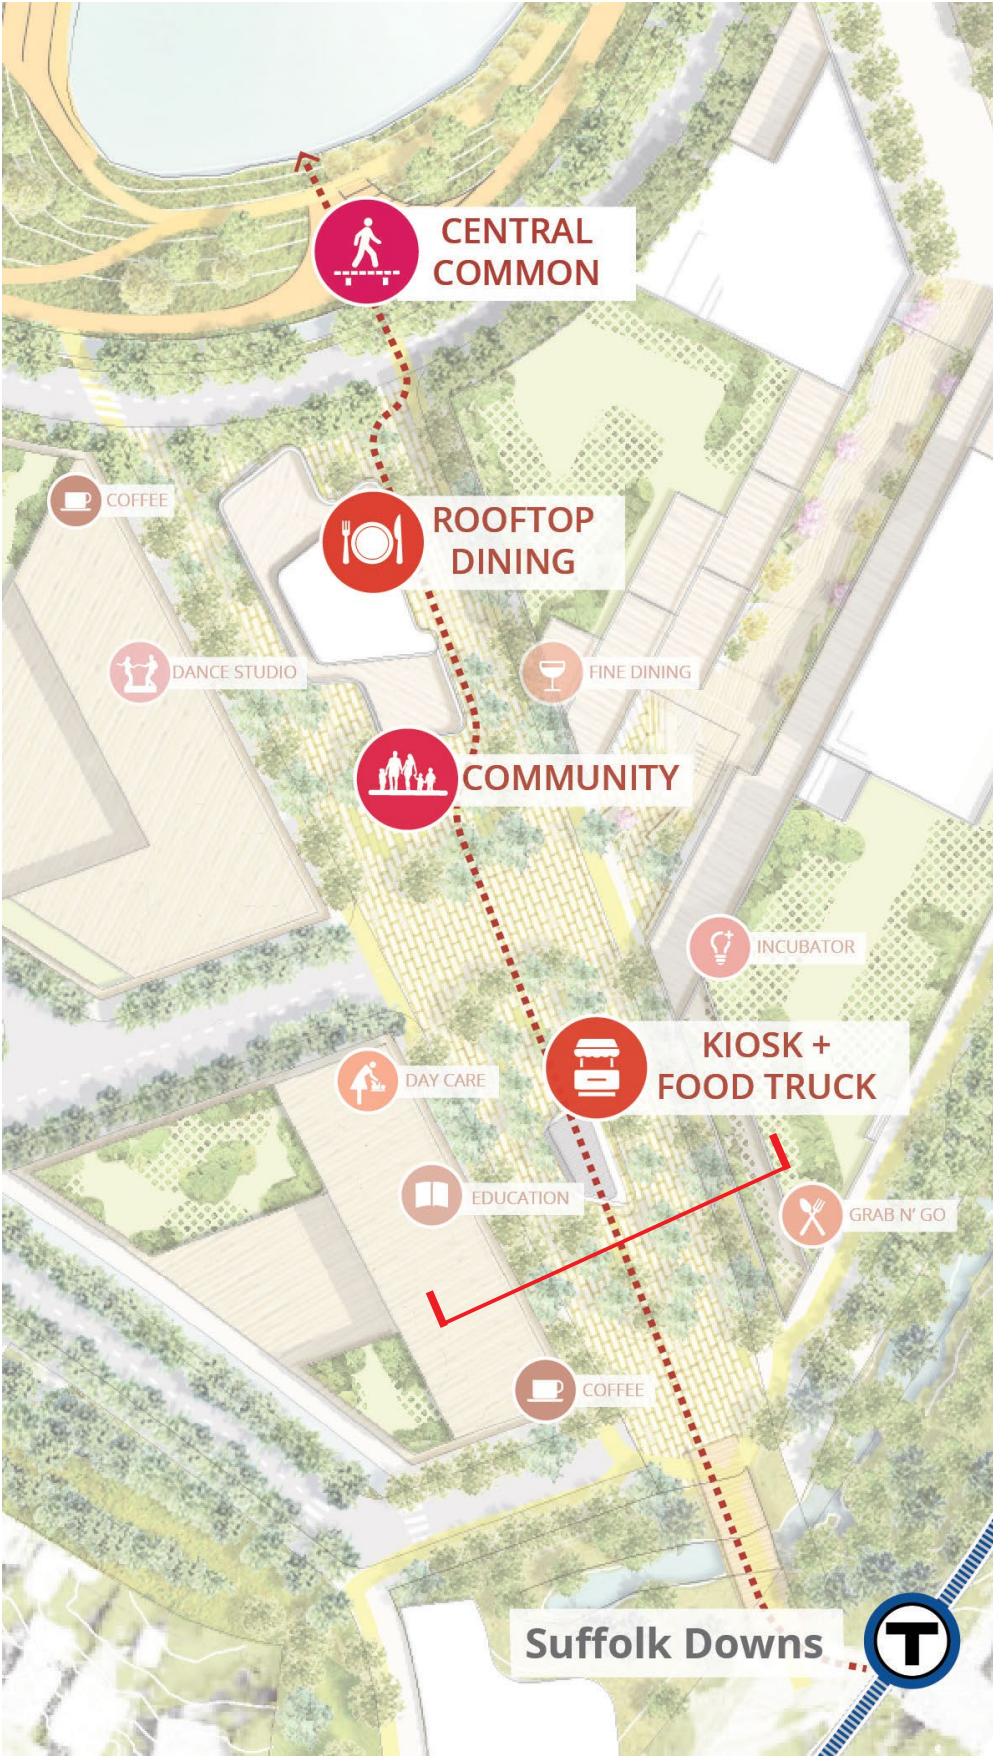 CENTRAL
COMMON
COFFEE
ROOFTOP
DINING
DANCE STUDIO
FINE DINING
COMMUNITY
INCUBATOR
KIOSK +
FOOD TRUCK
DAY CARE
EDUCATION
GRAB N' GO
COFFEE
Suffolk Downs
T